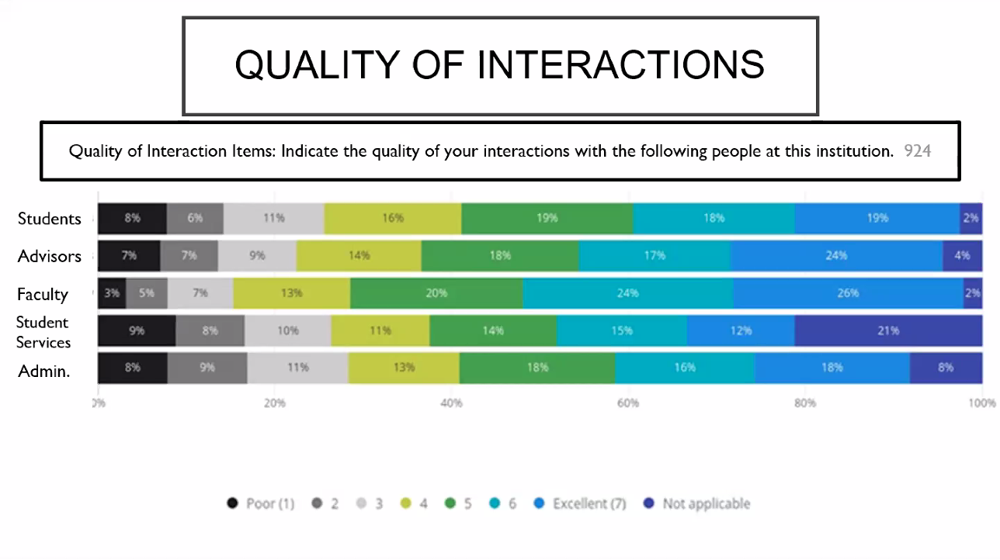 QUALITY OF INTERACTIONS
Quality of Interaction Items: Indicate the quality of your interactions with the following people at this institution. 924
Students 8% 6% 11% 16% 19% 18% 19% 2%
Advisors 7% 7% 9% 14% 18% 17% 24% 4%
Faculty 3% 5% 7% 13% 20% 24% 26% 2%
Student
Services 9% 8% 10% 11% 14% 15% 12% 21%
Admin. 8% 9% 11% 13% 18% 16% 18% 8%
0% 20% 40% 60% 80% 100%
Poor (1) 2 3 4 5 6 Excellent (7) Not applicable